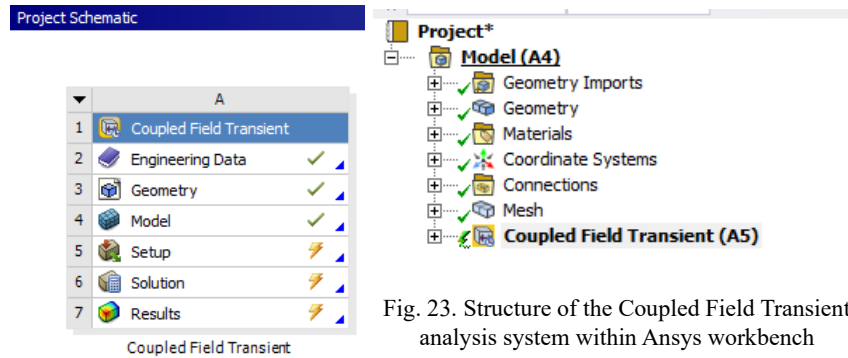 Project Schematic
A
1 Coupled Field Transient
2 Engineering Data
3 Geometry
4 Model
5 Setup
6 Solution
7 Results
Coupled Field Transient
Project*
Model (A4)
Geometry Imports
Geometry
Materials
Coordinate Systems
Connections
Mesh
Coupled Field Transient (A5)
Fig. 23. Structure of the Coupled Field Transient
analysis system within Ansys workbench